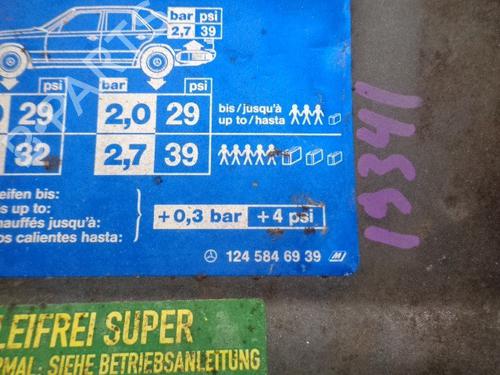 bar psi
2,7 39
psi bar psi
0 29 2,0 29 bis/jusqu'à
up to/hasta
32 2,7 39
eifen bis:
s up to:
hauffés jusqu'à:
os calientes hasta:
+0,3 bar +4 psi
124 584 69 39
19341
LEIFREI SUPER
RMAL: SIEHE BETRIEBSANLEITUNG